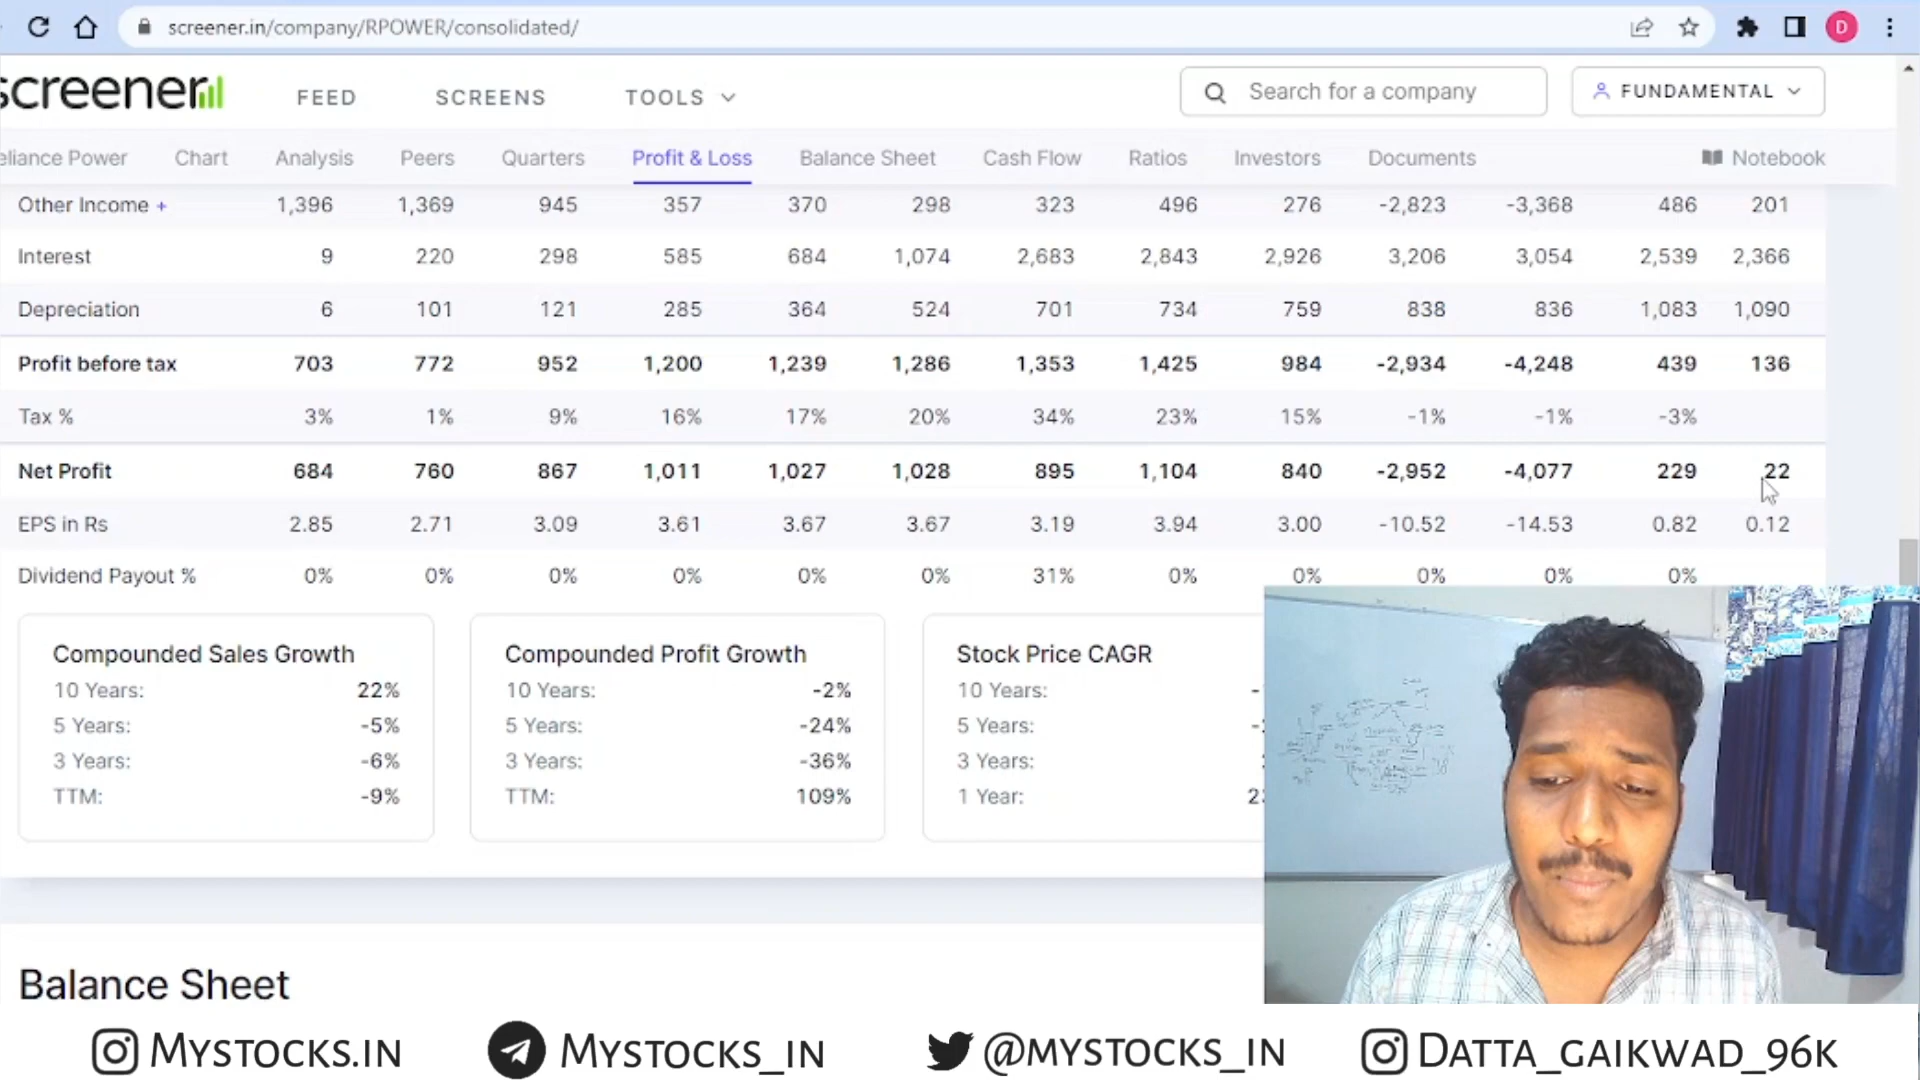 screener.in/company/RPOWER/consolidated/
D
screener
FEED
SCREENS
TOOLS
Search for a company
FUNDAMENTAL
eliance Power
Chart
Analysis
Peers
Quarters
Profit & Loss
Balance Sheet
Cash Flow
Ratios
Investors
Documents
Notebook
Other Income + 1,396 1,369 945 357 370 298 323 496 276 -2,823 -3,368 486 201
Interest 9 220 298 585 684 1,074 2,683 2,843 2,926 3,206 3,054 2,539 2,366
Depreciation 6 101 121 285 364 524 701 734 759 838 836 1,083 1,090
Profit before tax 703 772 952 1,200 1,239 1,286 1,353 1,425 984 -2,934 -4,248 439 136
Tax % 3% 1% 9% 16% 17% 20% 34% 23% 15% -1% -1% -3%
Net Profit 684 760 867 1,011 1,027 1,028 895 1,104 840 -2,952 -4,077 229 22
EPS in Rs 2.85 2.71 3.09 3.61 3.67 3.67 3.19 3.94 3.00 -10.52 -14.53 0.82 0.12
Dividend Payout % 0% 0% 0% 0% 0% 0% 31% 0% 0% 0% 0% 0%
Compounded Sales Growth
10 Years: 22%
5 Years: -5%
3 Years: -6%
TTM: -9%
Compounded Profit Growth
10 Years: -2%
5 Years: -24%
3 Years: -36%
TTM: 109%
Stock Price CAGR
10 Years: -
5 Years: -
3 Years:
1 Year:
Balance Sheet
MYSTOCKS.IN
MYSTOCKS_IN
@MYSTOCKS_IN
DATTA_GAIKWAD_96K